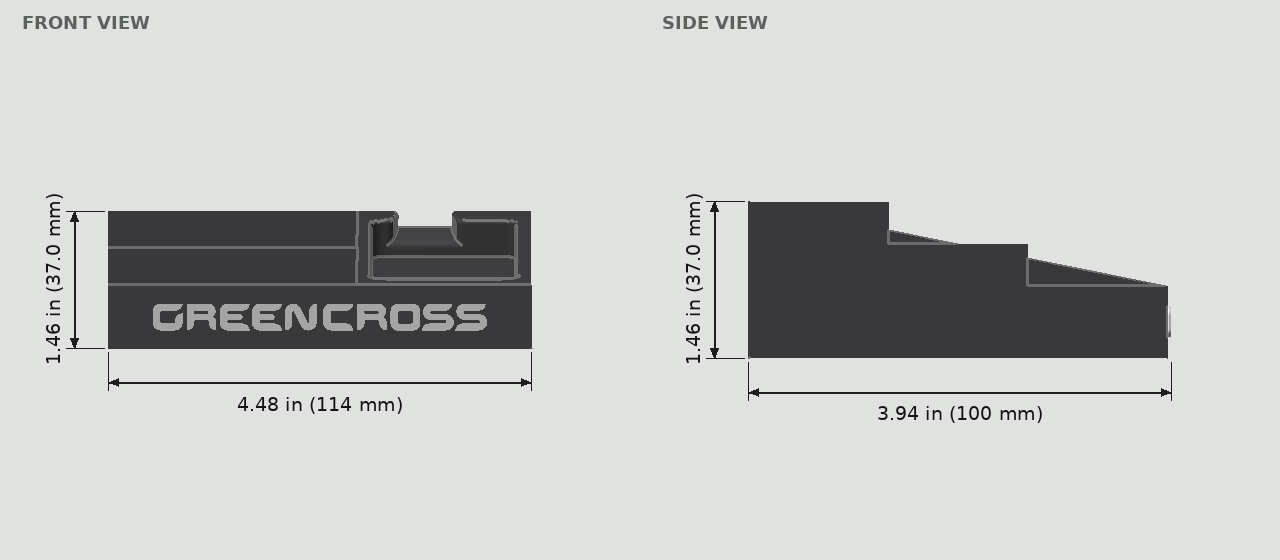 FRONT VIEW
SIDE VIEW
1.46 in (37.0 mm)
GREENCROSS
4.48 in (114 mm)
1.46 in (37.0 mm)
3.94 in (100 mm)